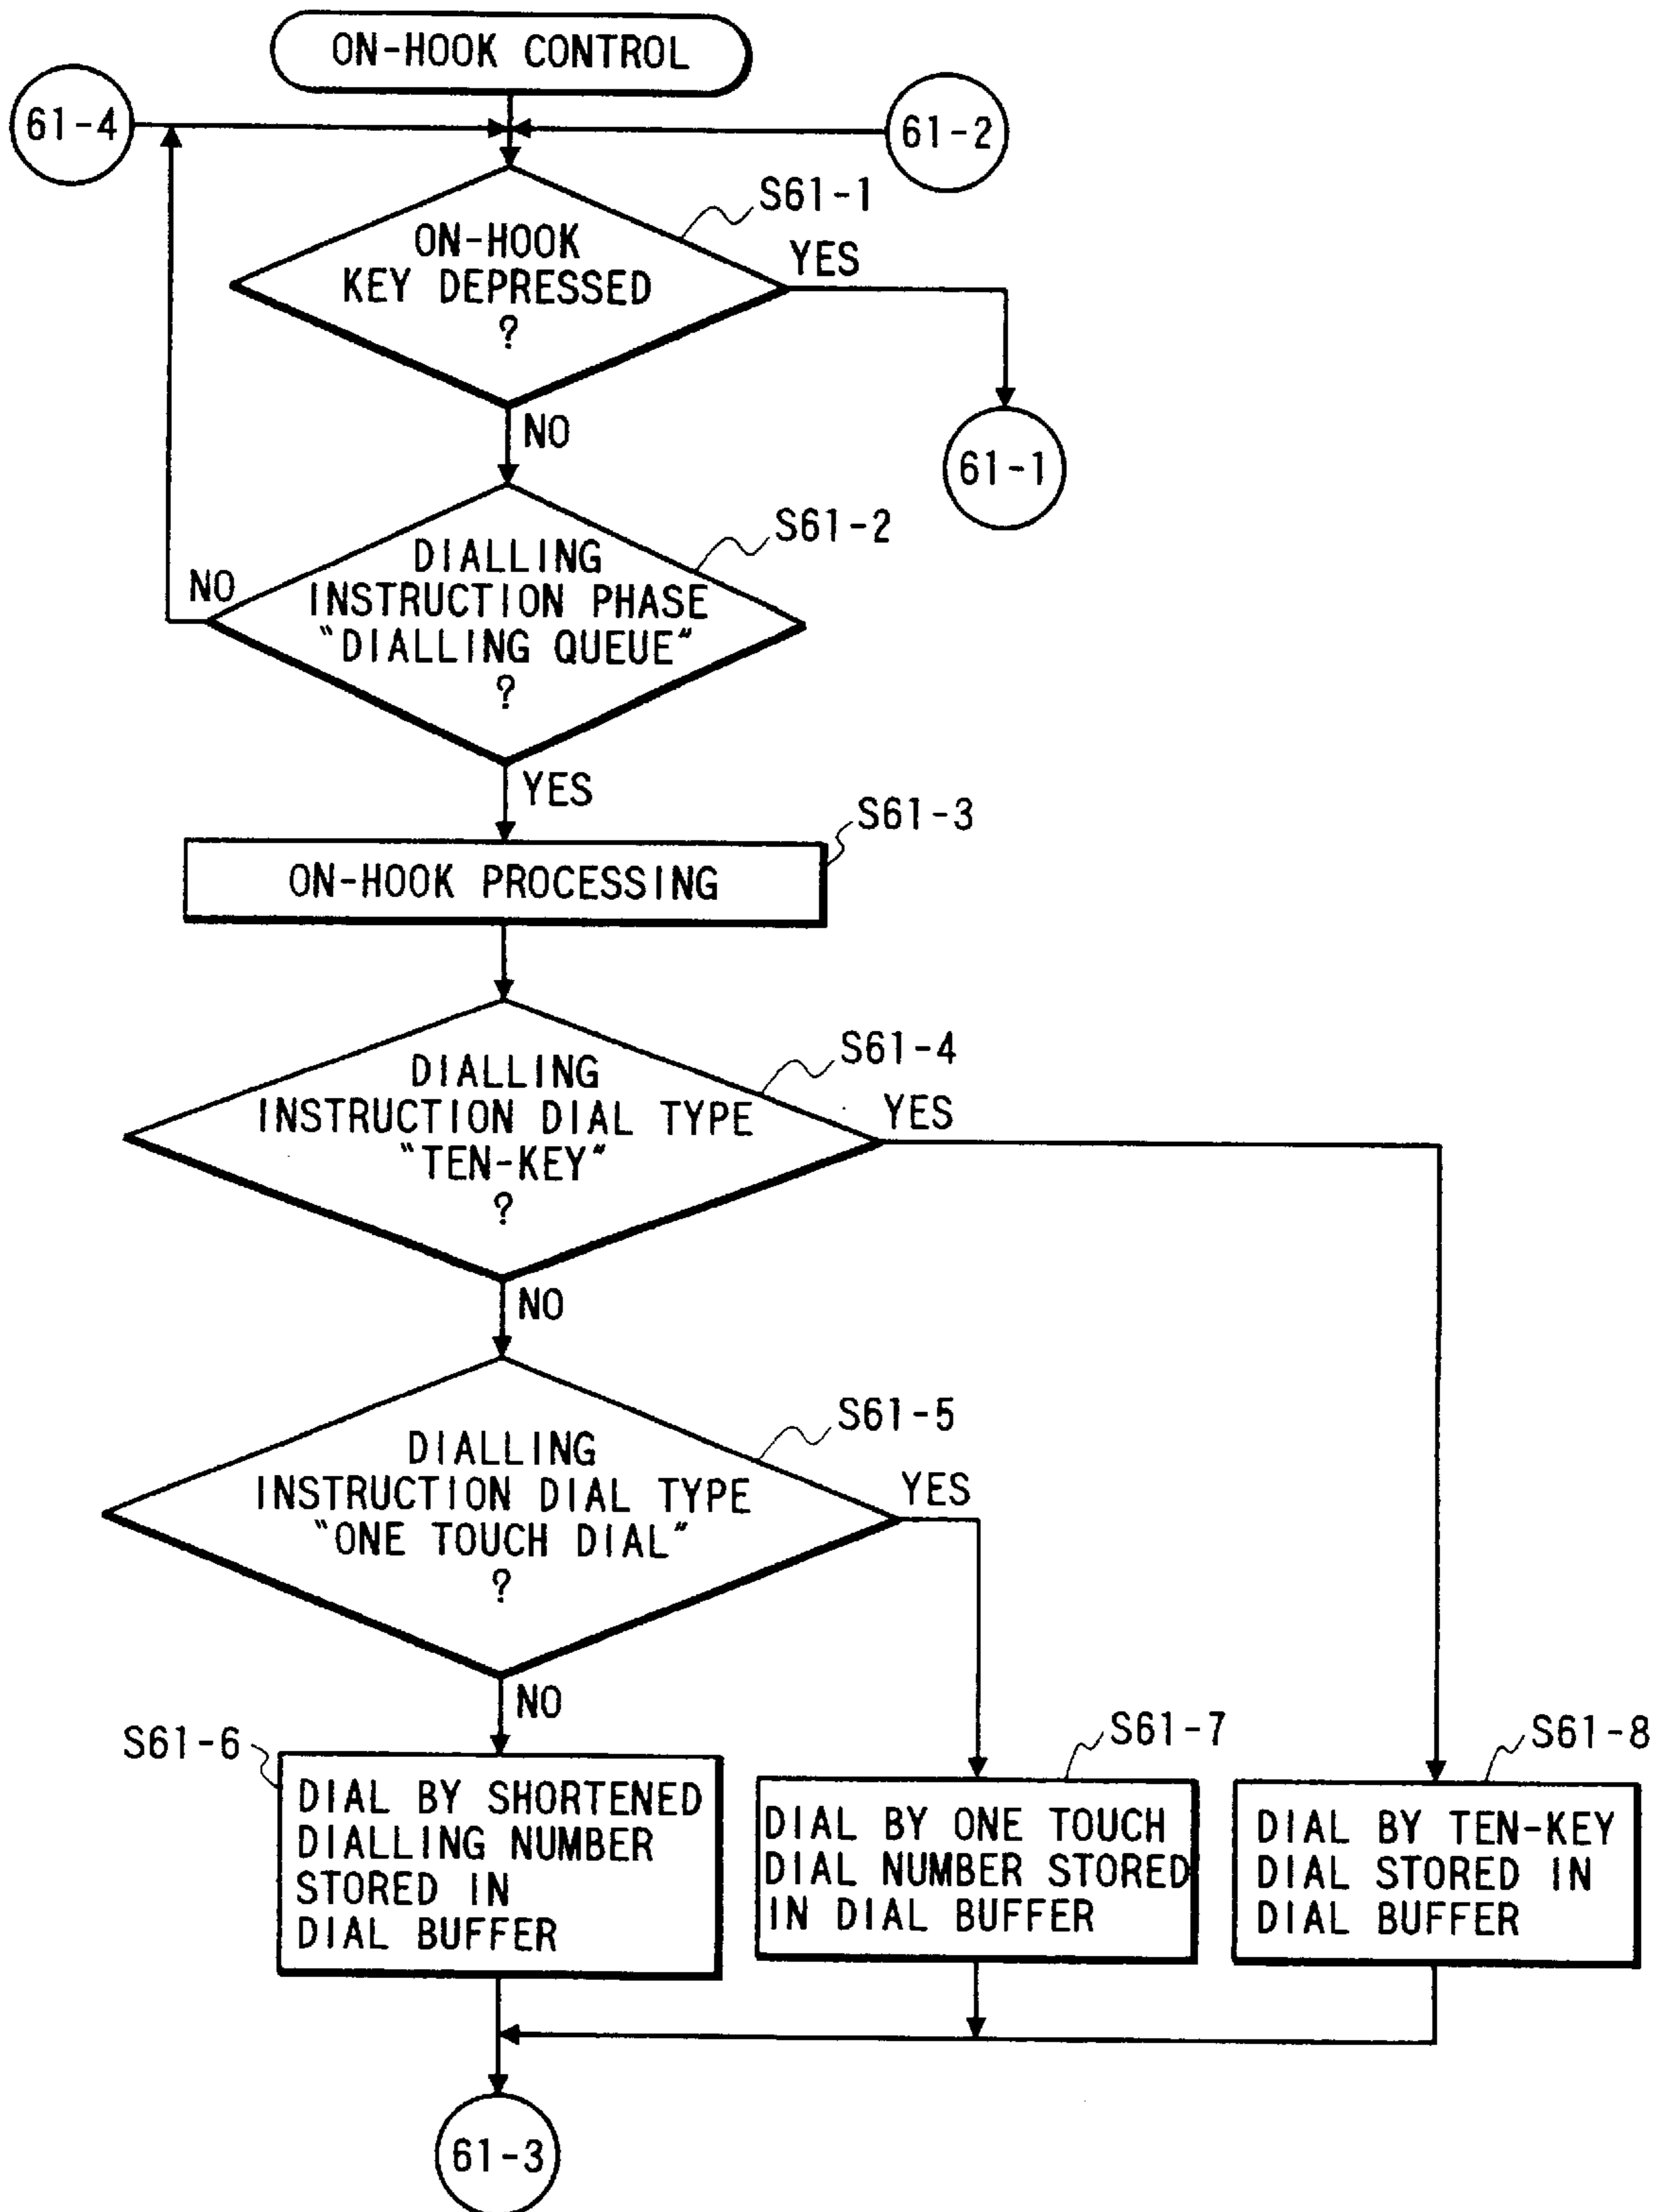 ON-HOOK CONTROL
61-4
61-2
S61-1
ON-HOOK
KEY DEPRESSED
?
YES
NO
61-1
S61-2
DIALLING
INSTRUCTION PHASE
"DIALLING QUEUE"
?
NO
YES
S61-3
ON-HOOK PROCESSING
S61-4
DIALLING
INSTRUCTION DIAL TYPE
"TEN-KEY"
?
YES
NO
S61-5
DIALLING
INSTRUCTION DIAL TYPE
"ONE TOUCH DIAL"
?
YES
NO
S61-6
DIAL BY SHORTENED
DIALLING NUMBER
STORED IN
DIAL BUFFER
S61-7
DIAL BY ONE TOUCH
DIAL NUMBER STORED
IN DIAL BUFFER
S61-8
DIAL BY TEN-KEY
DIAL STORED IN
DIAL BUFFER
61-3